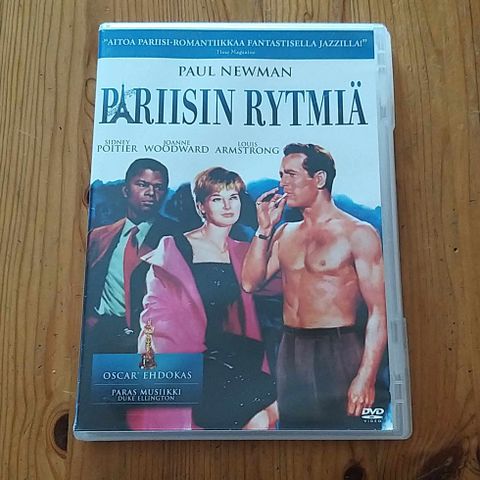 "AITOA PARIISI-ROMANTIIKKAA FANTASTISELLA JAZZILLA!"
Time Magazine
PAUL NEWMAN
PARIISIN RYTMIÄ
SIDNEY POITIER
JOANNE WOODWARD
LOUIS ARMSTRONG
OSCAR® EHDOKAS
PARAS MUSIIKKI
DUKE ELLINGTON
DVD
VIDEO